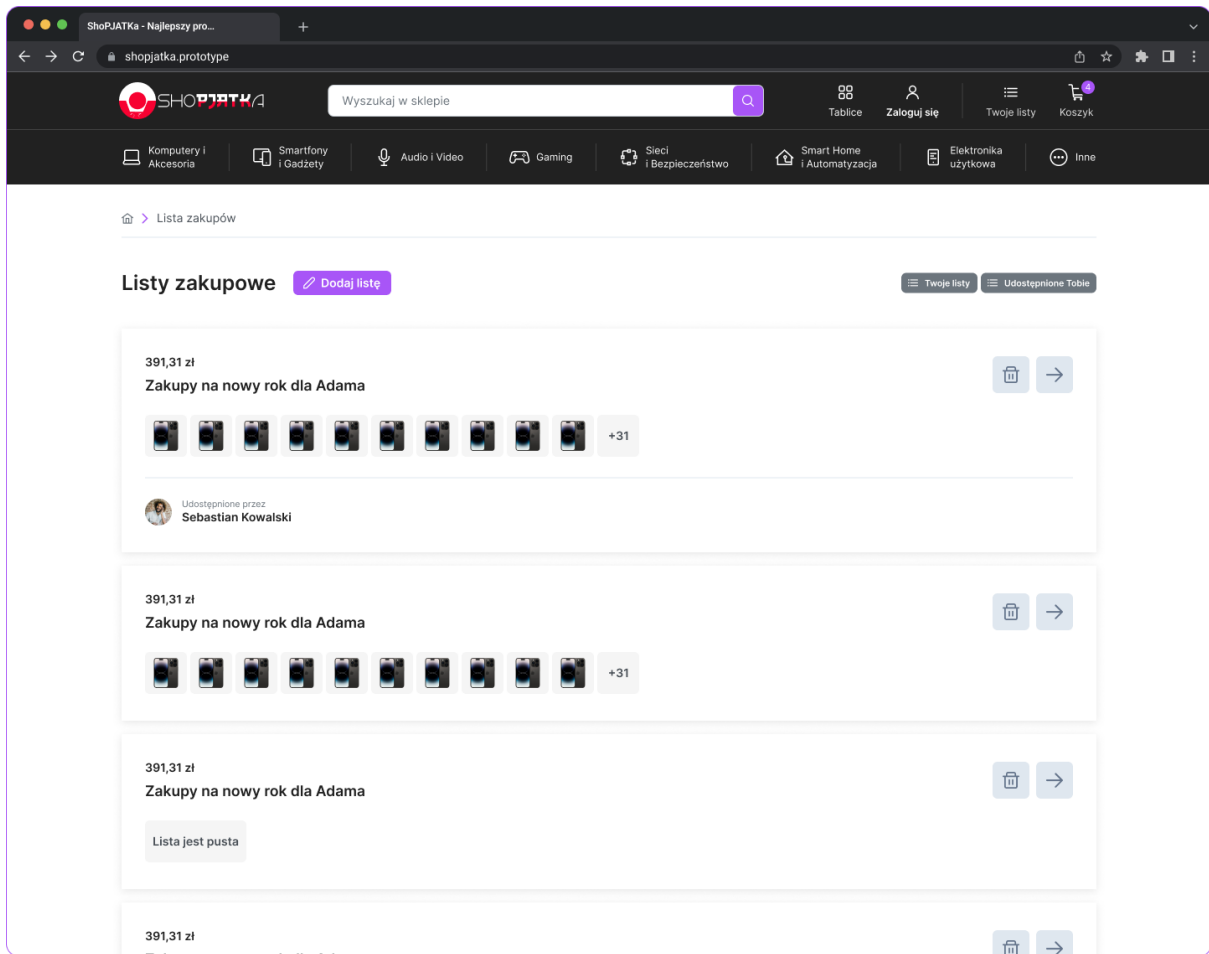 ShoPJATKa - Najlepszy pro...
shopjatka.prototype
SHOPJATKA
Wyszukaj w sklepie
Tablice
Zaloguj się
Twoje listy
4
Koszyk
Komputery i
Akcesoria
Smartfony
i Gadżety
Audio i Video
Gaming
Sieci
i Bezpieczeństwo
Smart Home
i Automatyzacja
Elektronika
użytkowa
Inne
Lista zakupów
Listy zakupowe
Dodaj listę
Twoje listy
Udostępnione Tobie
391,31 zł
Zakupy na nowy rok dla Adama
+31
Udostępnione przez
Sebastian Kowalski
391,31 zł
Zakupy na nowy rok dla Adama
+31
391,31 zł
Zakupy na nowy rok dla Adama
Lista jest pusta
391,31 zł